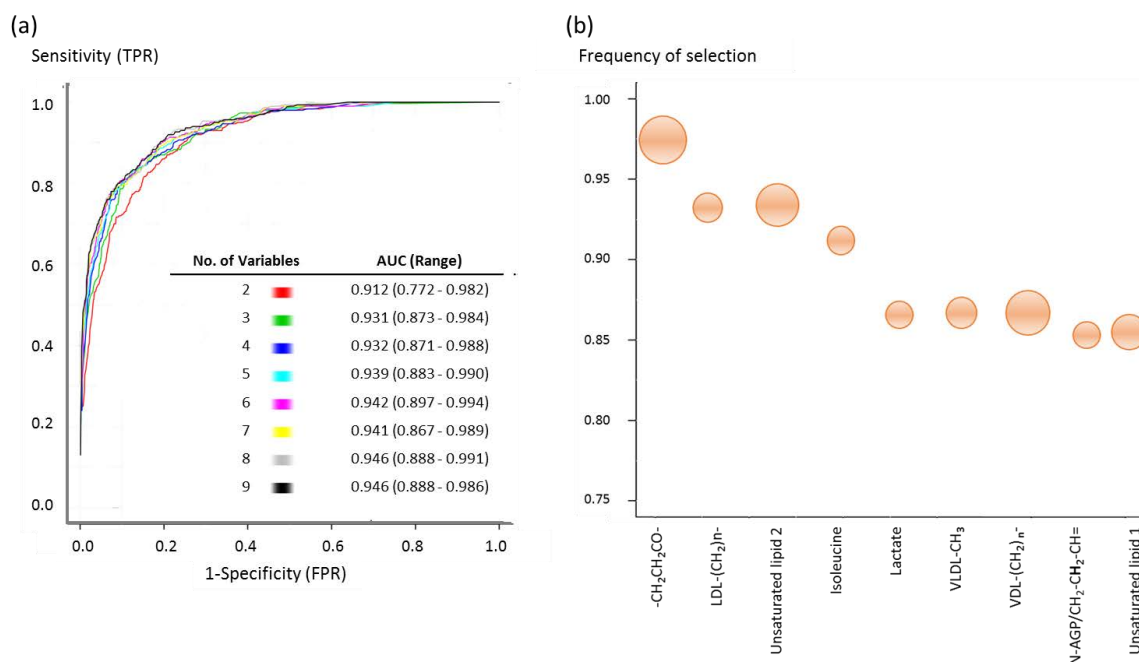 (a)
Sensitivity (TPR)
1.0
0.8
0.6
0.4
0.2
0.0
0.0 0.2 0.4 0.6 0.8 1.0
1-Specificity (FPR)
No. of Variables AUC (Range)
2 0.912 (0.772 - 0.982)
3 0.931 (0.873 - 0.984)
4 0.932 (0.871 - 0.988)
5 0.939 (0.883 - 0.990)
6 0.942 (0.897 - 0.994)
7 0.941 (0.867 - 0.989)
8 0.946 (0.888 - 0.991)
9 0.946 (0.888 - 0.986)
(b)
Frequency of selection
1.00
0.95
0.90
0.85
0.80
0.75
-CH₂CH₂CO-
LDL-(CH₂)n-
Unsaturated lipid 2
Isoleucine
Lactate
VLDL-CH₃
VDL-(CH₂)ₙ-
N-AGP/CH₂-CH₂-CH=
Unsaturated lipid 1